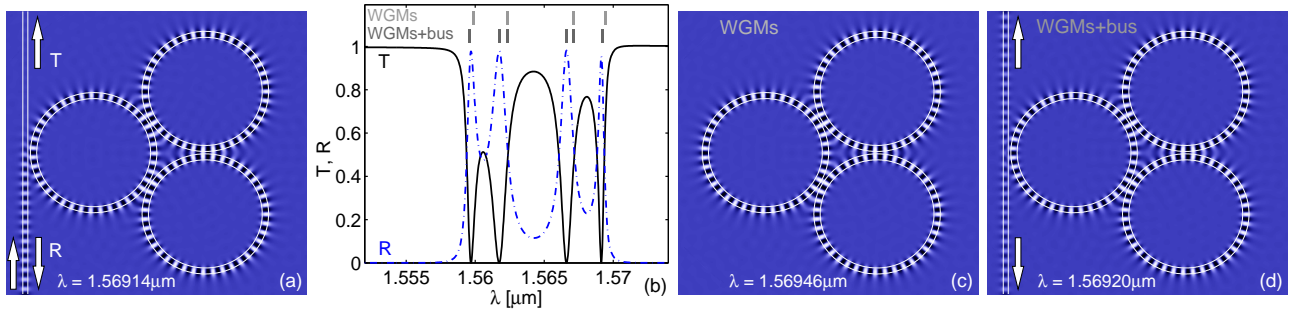 T
R
λ = 1.56914μm
(a)
WGMs
WGMs+bus
T, R
1
0.8
0.6
0.4
0.2
0
T
R
1.555
1.56
1.565
1.57
λ [μm]
(b)
WGMs
λ = 1.56946μm
(c)
WGMs+bus
λ = 1.56920μm
(d)